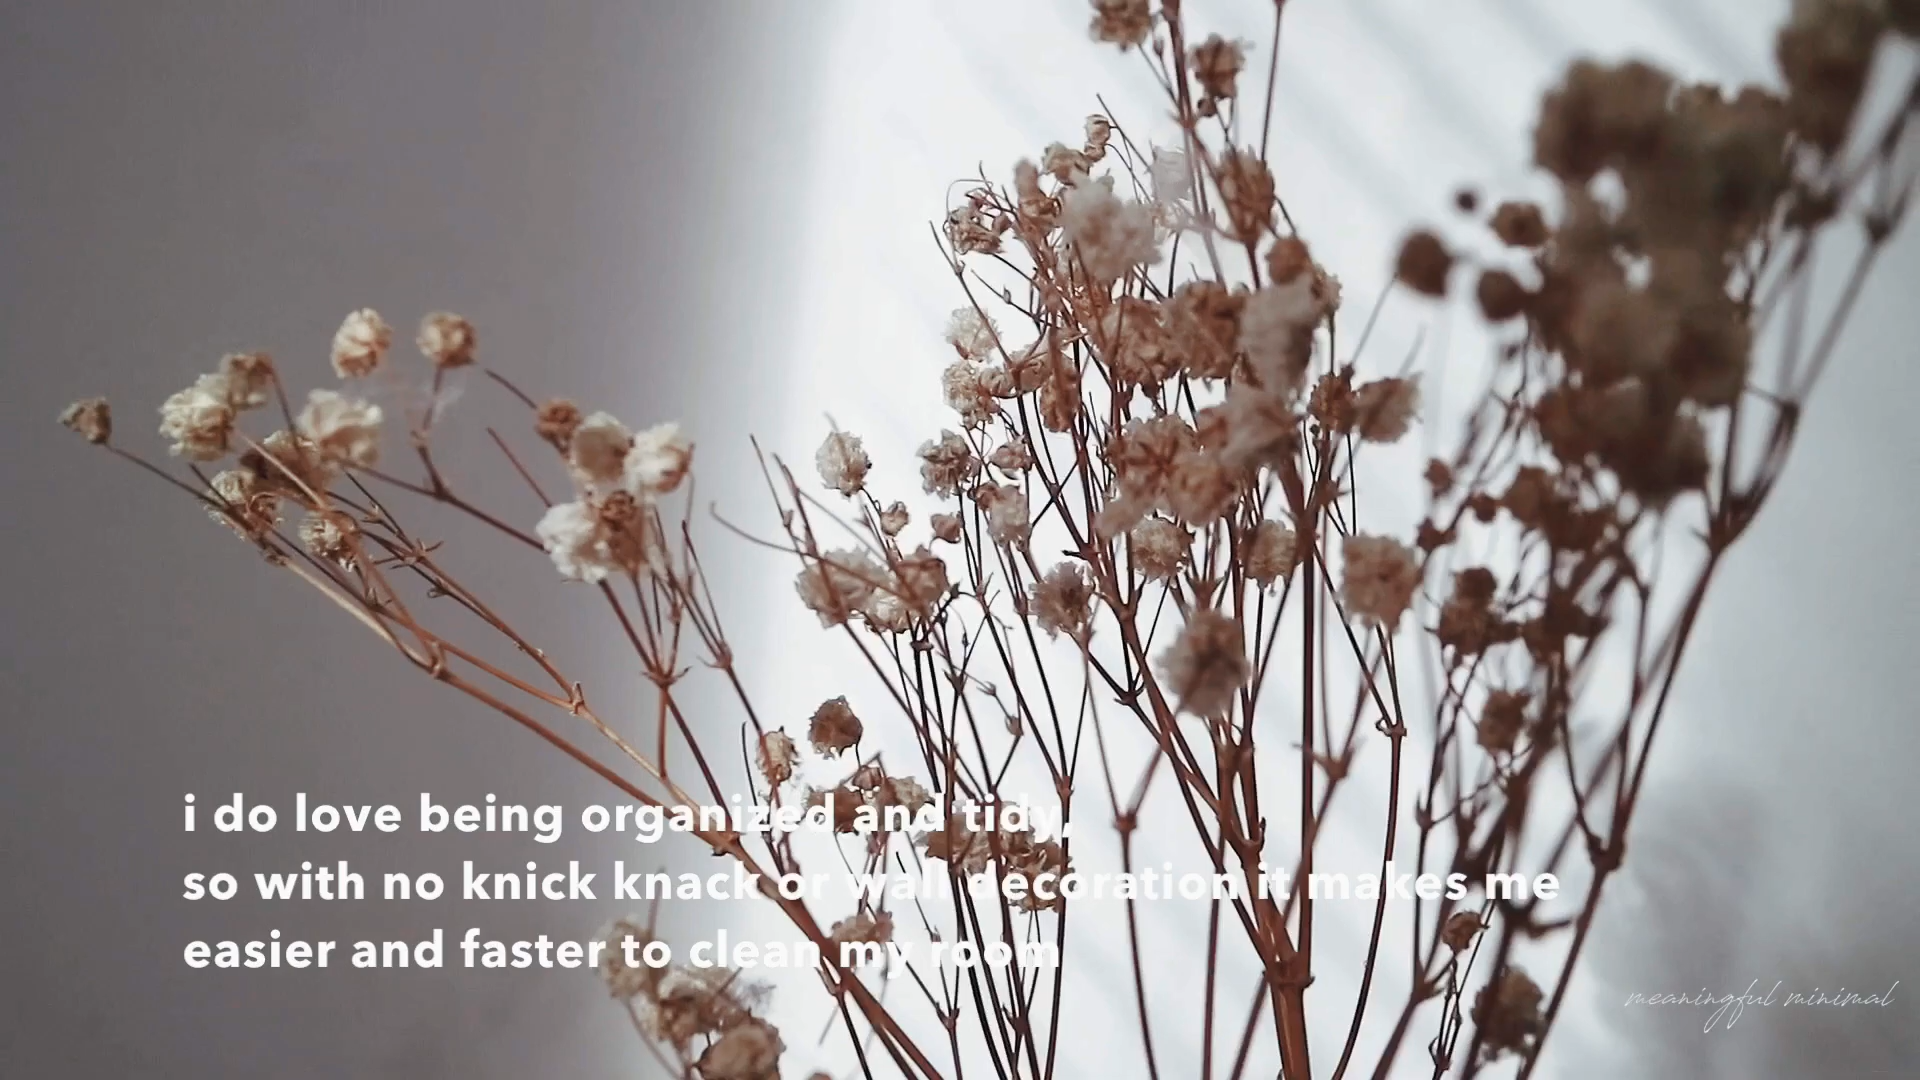 i do love being organized and tidy,
so with no knick knack or wall decoration it makes me
easier and faster to clean my room
meaningful minimal